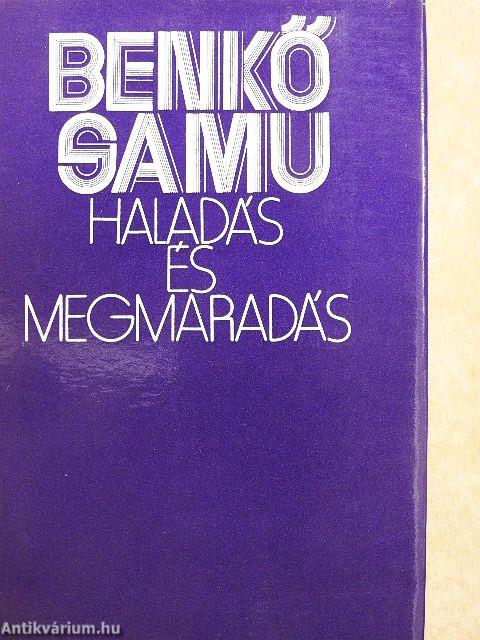 BENKŐ
SAMU
HALADÁS
ÉS
MEGMARADÁS
Antikvárium.hu